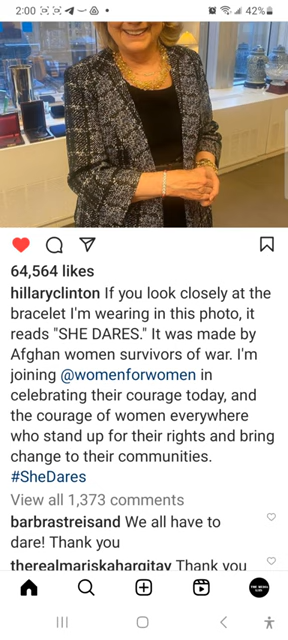 2:00
42%
64,564 likes
hillaryclinton If you look closely at the
bracelet I'm wearing in this photo, it
reads "SHE DARES." It was made by
Afghan women survivors of war. I'm
joining @womenforwomen in
celebrating their courage today, and
the courage of women everywhere
who stand up for their rights and bring
change to their communities.
#SheDares
View all 1,373 comments
barbrastreisand We all have to
dare! Thank you
therealmariskahargitay Thank you